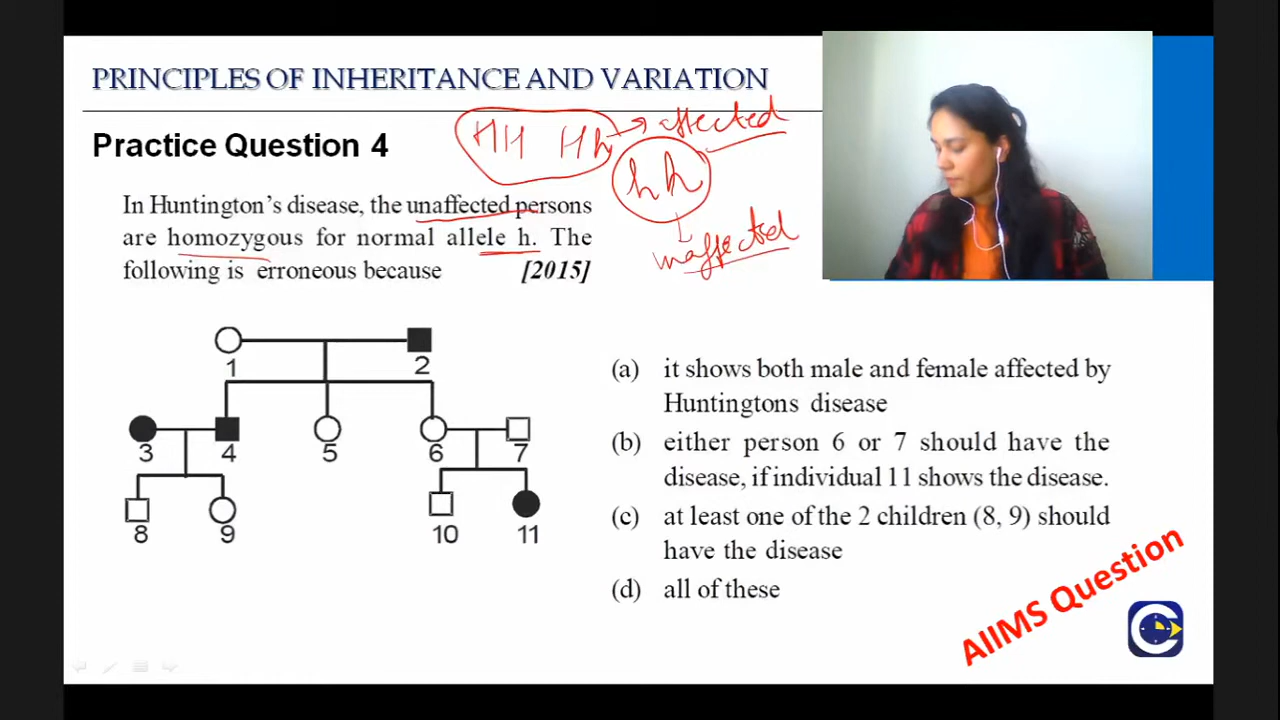 PRINCIPLES OF INHERITANCE AND VARIATION
Practice Question 4
HH Hh → affected
hh
unaffected
In Huntington's disease, the unaffected persons
are homozygous for normal allele h. The
following is erroneous because [2015]
1 2
3 4 5 6 7
8 9 10 11
(a) it shows both male and female affected by
Huntingtons disease
(b) either person 6 or 7 should have the
disease, if individual 11 shows the disease.
(c) at least one of the 2 children (8, 9) should
have the disease
(d) all of these
AIIMS Question